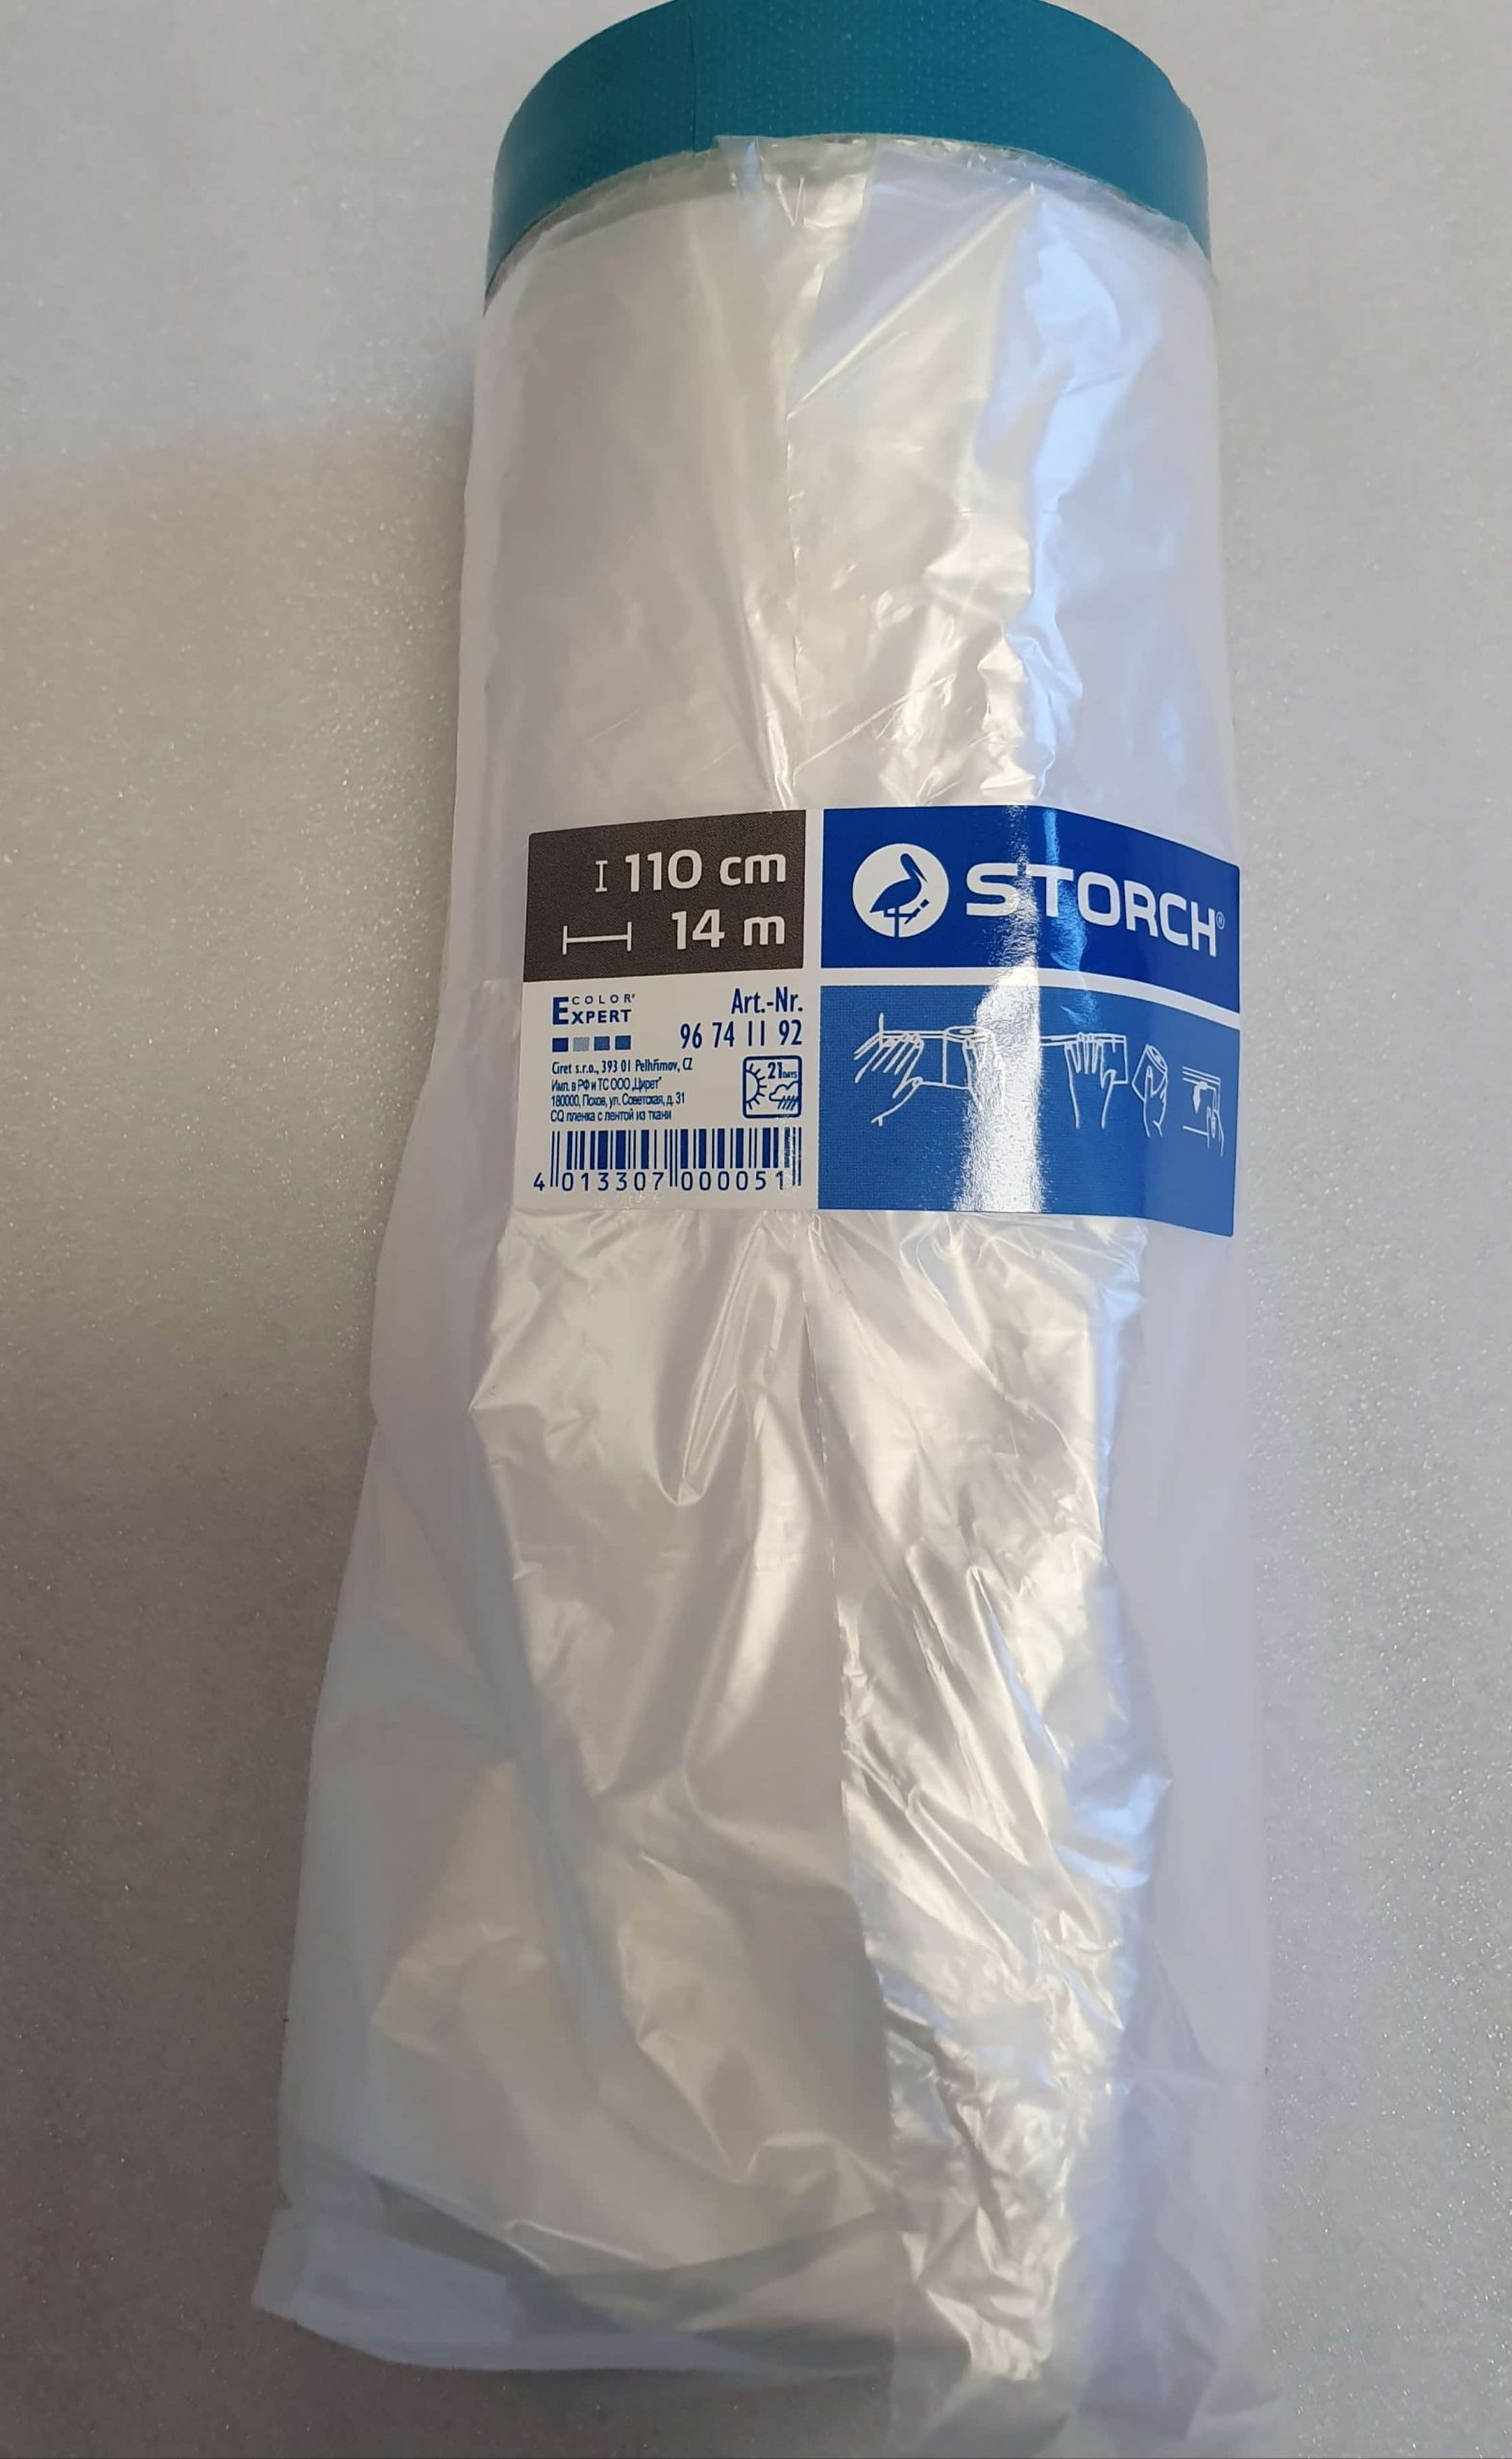 110 cm
14 m
STORCH®
COLOR
EXPERT
Art.-Nr.
96 74 11 92
Ciret s.r.o., 393 01 Pelhřimov, CZ
Имп. в РФ и ТС ООО „Цирет"
180000, Псков, ул. Советская, д. 31
CQ пленка с лентой из ткани
21 DAYS
4 013307 000051